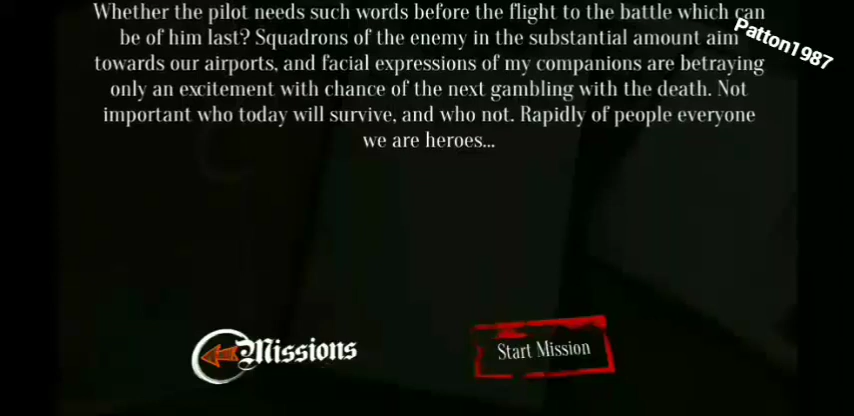 Whether the pilot needs such words before the flight to the battle which can
be of him last? Squadrons of the enemy in the substantial amount aim
towards our airports, and facial expressions of my companions are betraying
only an excitement with chance of the next gambling with the death. Not
important who today will survive, and who not. Rapidly of people everyone
we are heroes...
Patton1987
Missions
Start Mission